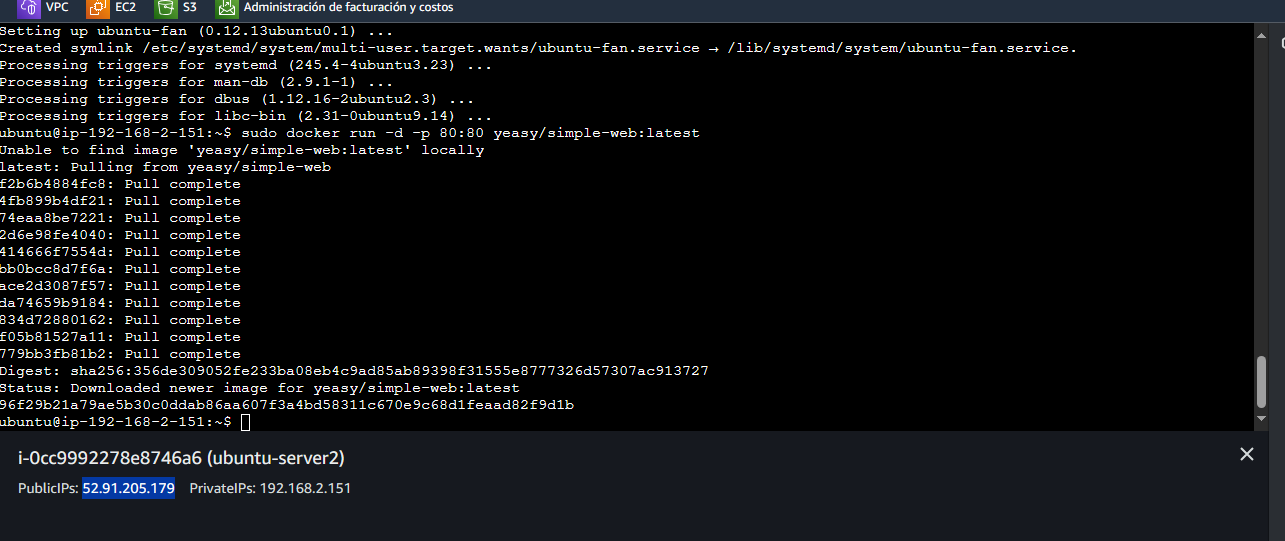 VPC EC2 S3 Administración de facturación y costos
Setting up ubuntu-fan (0.12.13ubuntu0.1) ...
Created symlink /etc/systemd/system/multi-user.target.wants/ubuntu-fan.service → /lib/systemd/system/ubuntu-fan.service.
Processing triggers for systemd (245.4-4ubuntu3.23) ...
Processing triggers for man-db (2.9.1-1) ...
Processing triggers for dbus (1.12.16-2ubuntu2.3) ...
Processing triggers for libc-bin (2.31-0ubuntu9.14) ...
ubuntu@ip-192-168-2-151:~$ sudo docker run -d -p 80:80 yeasy/simple-web:latest
Unable to find image 'yeasy/simple-web:latest' locally
latest: Pulling from yeasy/simple-web
f2b6b4884fc8: Pull complete
4fb899b4df21: Pull complete
74eaa8be7221: Pull complete
2d6e98fe4040: Pull complete
414666f7554d: Pull complete
bb0bcc8d7f6a: Pull complete
ace2d3087f57: Pull complete
da74659b9184: Pull complete
834d72880162: Pull complete
f05b81527a11: Pull complete
779bb3fb81b2: Pull complete
Digest: sha256:356de309052fe233ba08eb4c9ad85ab89398f31555e8777326d57307ac913727
Status: Downloaded newer image for yeasy/simple-web:latest
96f29b21a79ae5b30c0ddab86aa607f3a4bd58311c670e9c68d1feaad82f9d1b
ubuntu@ip-192-168-2-151:~$
i-0cc9992278e8746a6 (ubuntu-server2)
PublicIPs: 52.91.205.179 PrivateIPs: 192.168.2.151